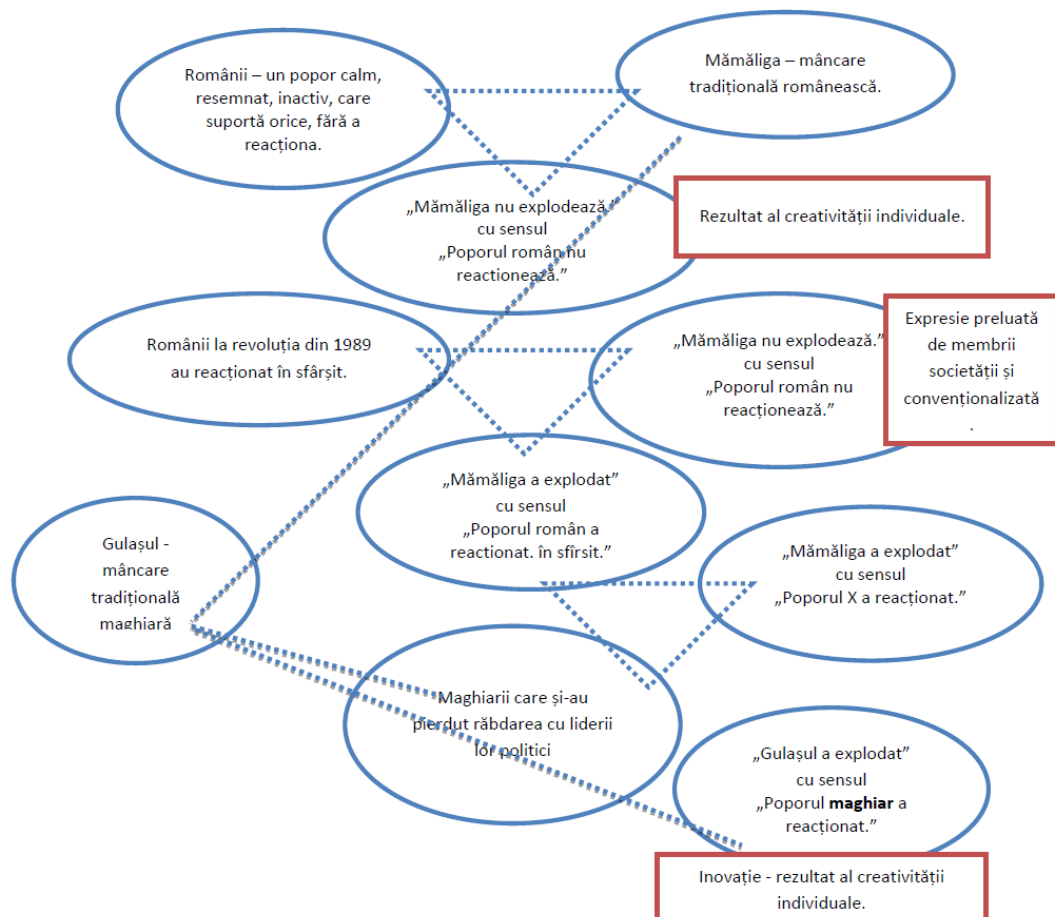 Românii – un popor calm,
resemnat, inactiv, care
suportă orice, fără a
reacționa.
Mămăliga – mâncare
tradițională românească.
„Mămăliga nu explodează.”
cu sensul
„Poporul român nu
reactionează.”
Rezultat al creativității individuale.
Românii la revoluția din 1989
au reacționat în sfârșit.
„Mămăliga nu explodează.”
cu sensul
„Poporul român nu
reacționează.”
Expresie preluată
de membrii
societății și
convenționalizată
.
„Mămăliga a explodat”
cu sensul
„Poporul român a
reactionat. în sfîrsit.”
Gulașul -
mâncare
tradițională
maghiară
„Mămăliga a explodat”
cu sensul
„Poporul X a reacționat.”
Maghiarii care și-au
pierdut răbdarea cu liderii
lor politici
„Gulașul a explodat”
cu sensul
„Poporul maghiar a
reacționat.”
Inovație - rezultat al creativității
individuale.